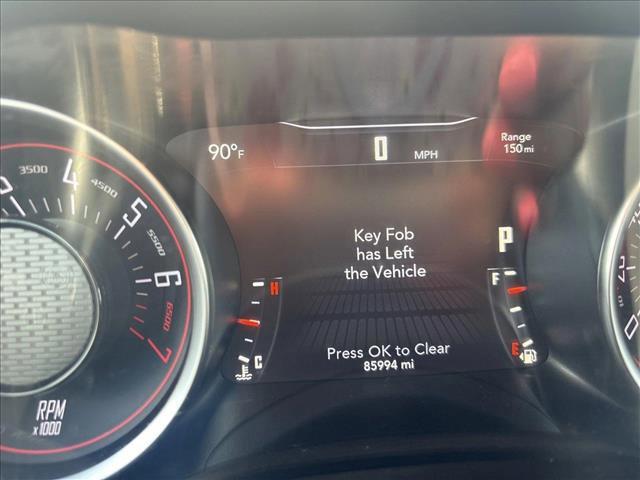 90°F
0 MPH
Range
150 mi
Key Fob
has Left
the Vehicle
P
H
C
F
E
Press OK to Clear
85994 mi
3500
4
4500
5
5500
6
6500
7
RPM
x1000